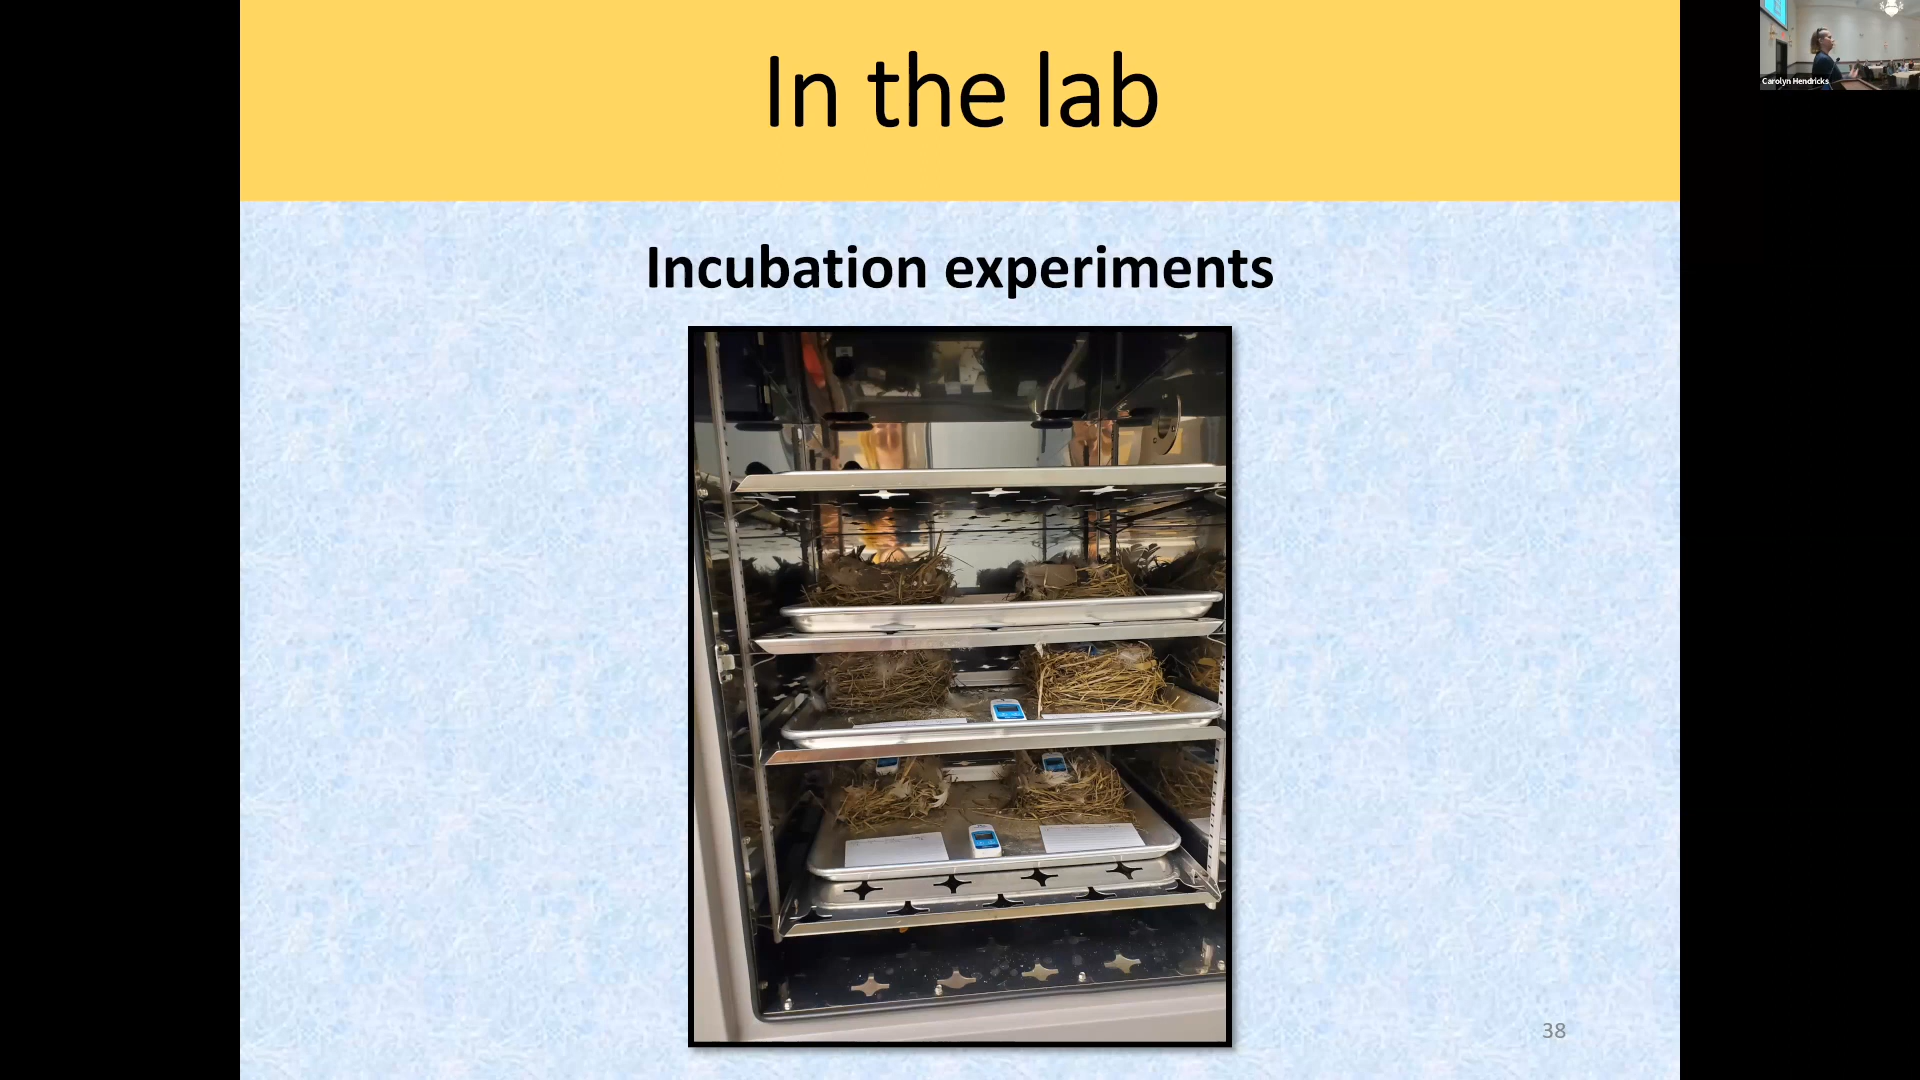 In the lab
Carolyn Hendricks
Incubation experiments
38